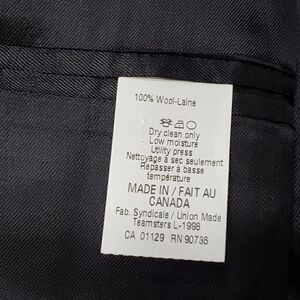 100% Wool-Laine
Dry clean only
Low moisture
Utility press
Nettoyage à sec seulement
Repasser à basse
température
MADE IN / FAIT AU
CANADA
Fab. Syndicale / Union Made
Teamsters L-1998
CA 01129 RN 90738